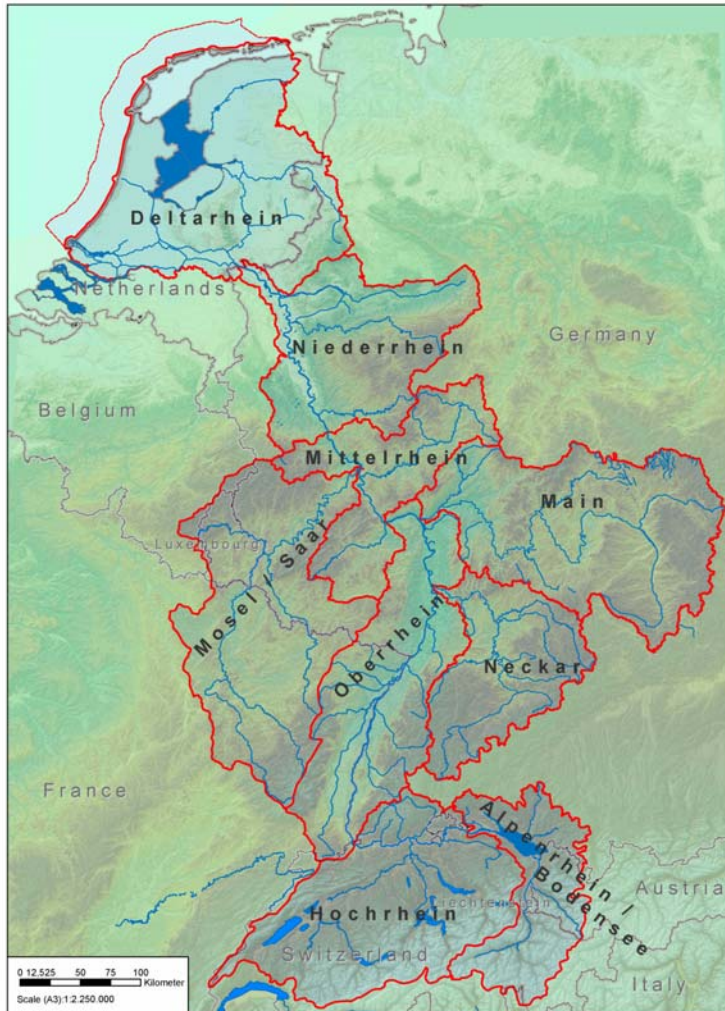 Deltarhein
Netherlands
Niederrhein
Germany
Belgium
Mittelrhein
Main
Luxembourg
Mosel / Saar
Oberrhein
Neckar
France
Alpenrhein /
Bodensee
Austria
Liechtenstein
Hochrhein
Switzerland
Italy
0 12,525 50 75 100
Kilometer
Scale (A3):1:2.250.000